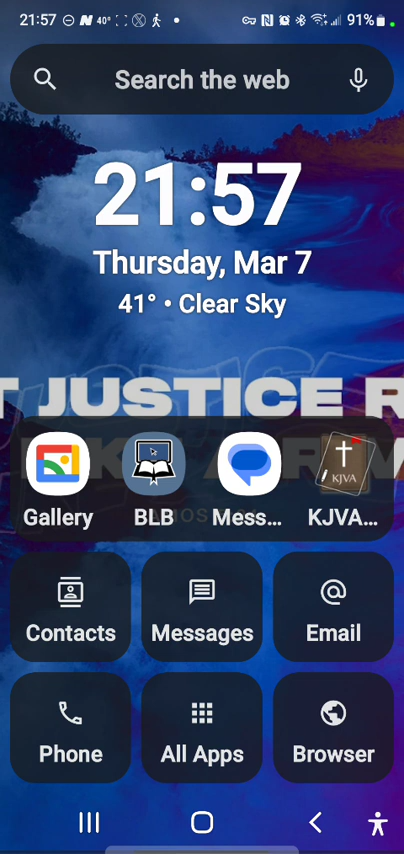 21:57 N 40° 91%
Search the web
21:57
Thursday, Mar 7
41° • Clear Sky
T JUSTICE R
KJVA
Gallery BLB Mess... KJVA...
Contacts Messages Email
Phone All Apps Browser